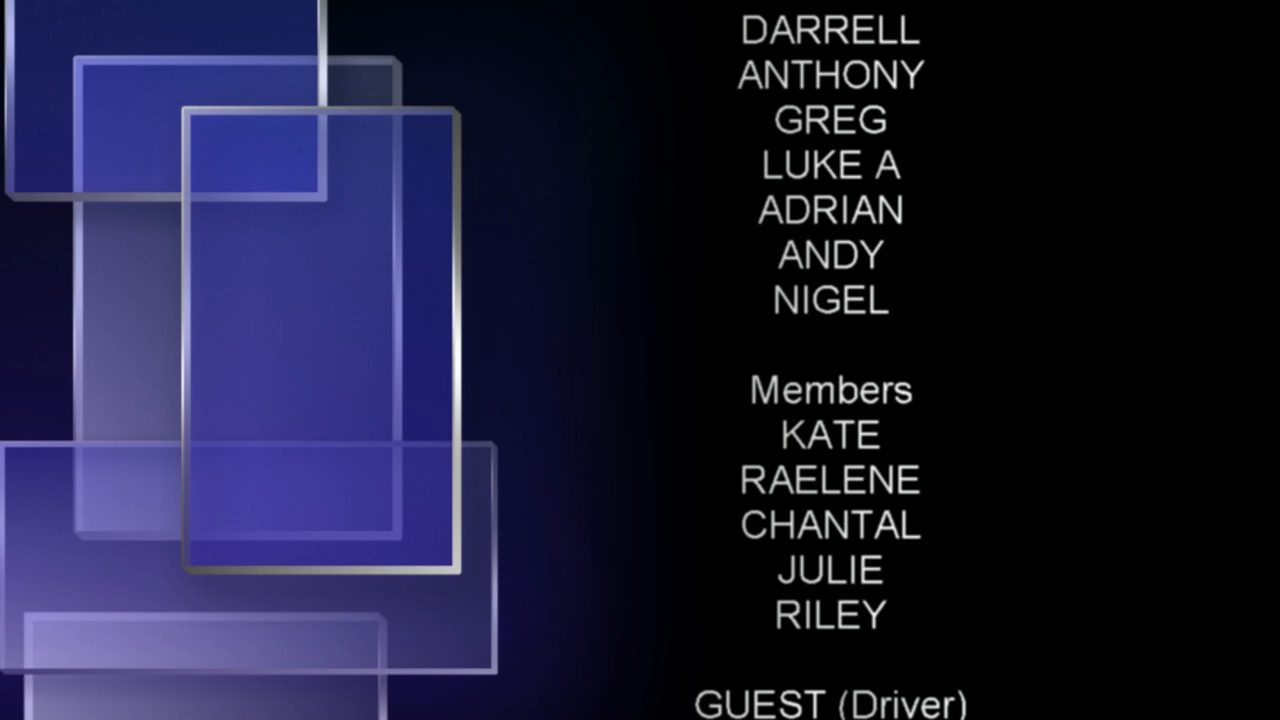 DARRELL
ANTHONY
GREG
LUKE A
ADRIAN
ANDY
NIGEL
Members
KATE
RAELENE
CHANTAL
JULIE
RILEY
GUEST (Driver)